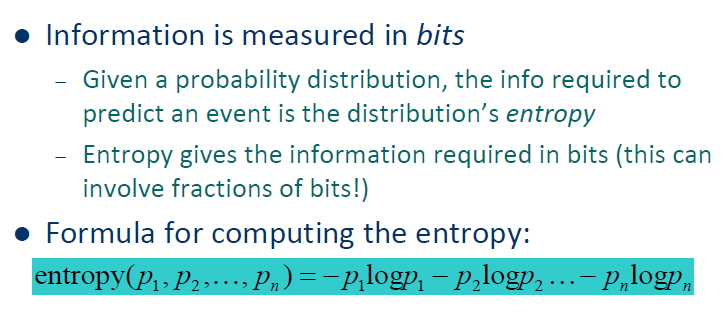 ● Information is measured in bits
– Given a probability distribution, the info required to
predict an event is the distribution’s entropy
– Entropy gives the information required in bits (this can
involve fractions of bits!)
● Formula for computing the entropy:
entropy(p₁, p₂,…, pₙ) = −p₁logp₁ − p₂logp₂ …− pₙlogpₙ